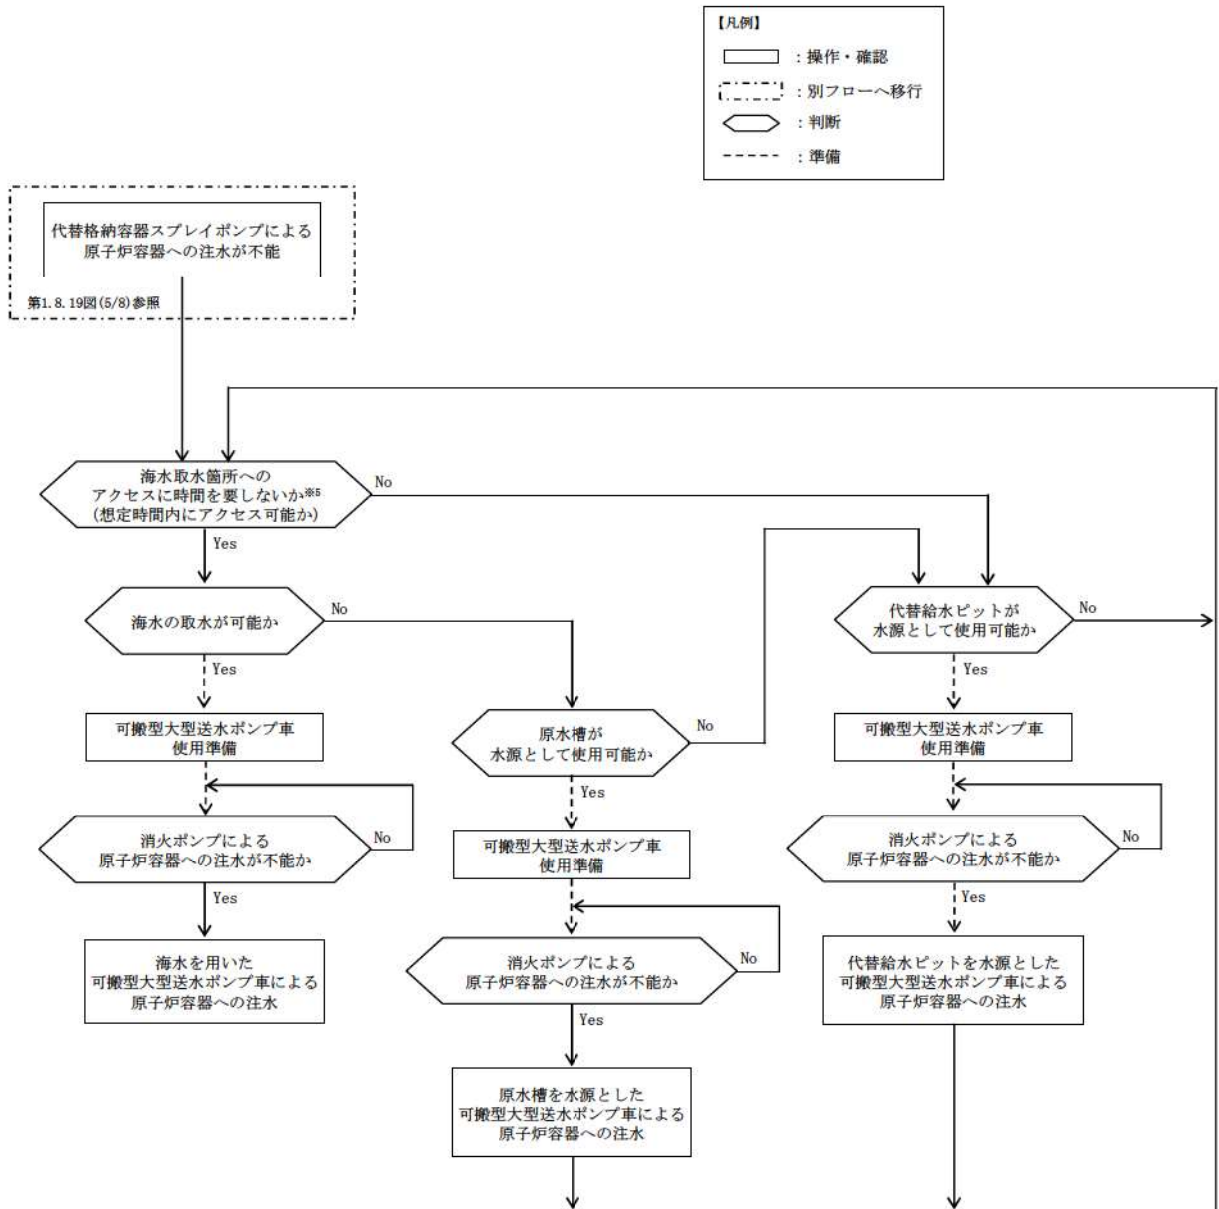 【凡例】
：操作・確認
：別フローへ移行
：判断
：準備
代替格納容器スプレイポンプによる
原子炉容器への注水が不能
第1.8.19図(5/8)参照
海水取水箇所への
アクセスに時間を要しないか※5
(想定時間内にアクセス可能か)
No
Yes
海水の取水が可能か
No
Yes
可搬型大型送水ポンプ車
使用準備
消火ポンプによる
原子炉容器への注水が不能か
No
Yes
海水を用いた
可搬型大型送水ポンプ車による
原子炉容器への注水
原水槽が
水源として使用可能か
No
Yes
可搬型大型送水ポンプ車
使用準備
消火ポンプによる
原子炉容器への注水が不能か
No
Yes
原水槽を水源とした
可搬型大型送水ポンプ車による
原子炉容器への注水
代替給水ピットが
水源として使用可能か
No
Yes
可搬型大型送水ポンプ車
使用準備
消火ポンプによる
原子炉容器への注水が不能か
No
Yes
代替給水ピットを水源とした
可搬型大型送水ポンプ車による
原子炉容器への注水